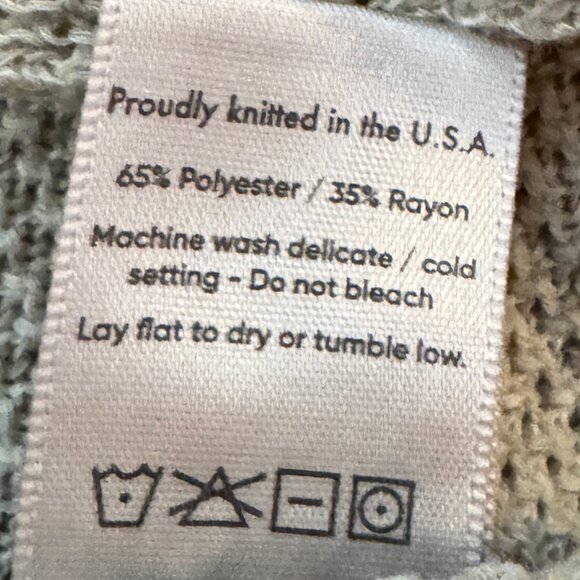 Proudly knitted in the U.S.A.
65% Polyester / 35% Rayon
Machine wash delicate / cold
setting - Do not bleach
Lay flat to dry or tumble low.